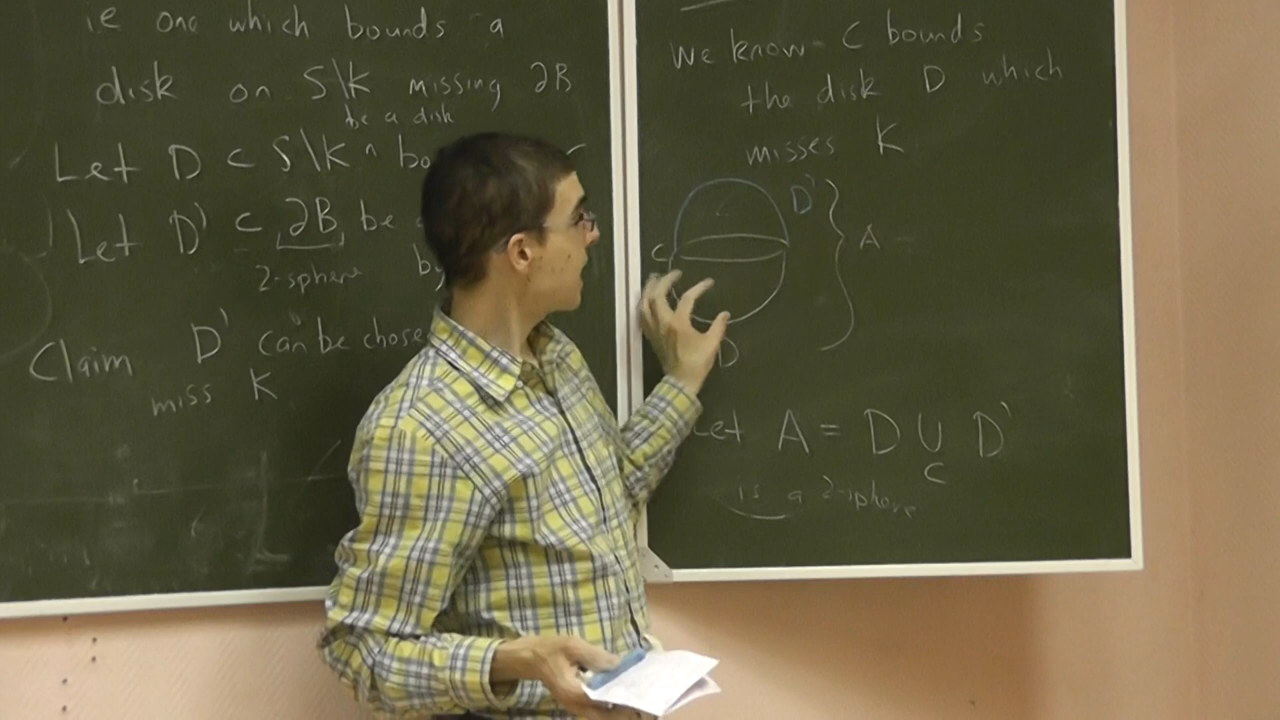 ie one which bounds a
disk on S\K missing ∂B
be a disk
Let D ⊂ S\K ^ bo
Let D' ⊂ ∂B be
2-sphere by
Claim D' can be chose
miss K
We know - C bounds
the disk D which
misses K
D'
C
A
D
Let A = D ∪ D'
C
is a 2-sphere